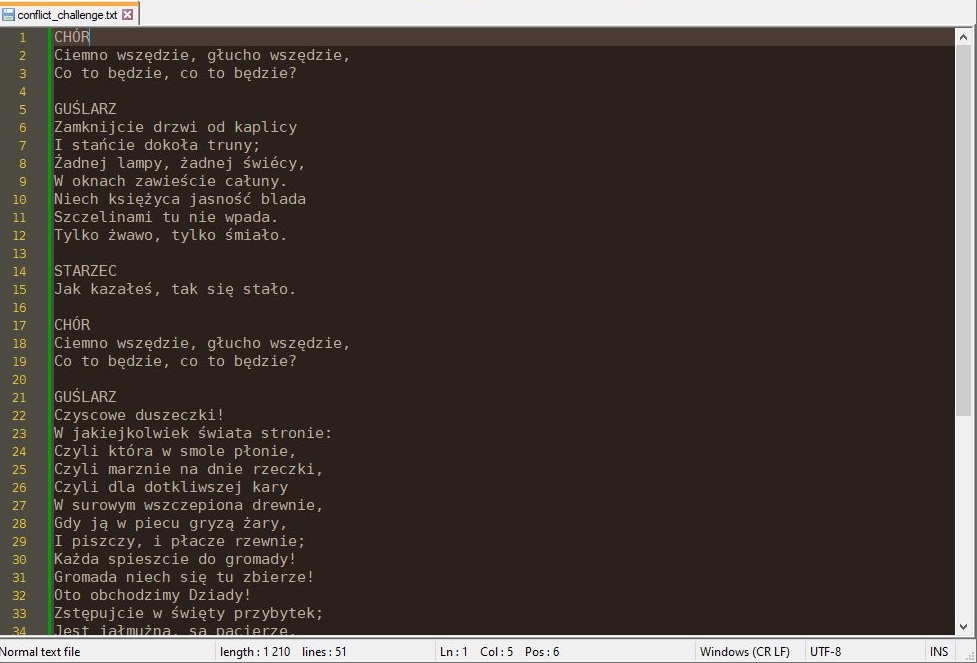 conflict_challenge.txt
1 CHÓR
2 Ciemno wszędzie, głucho wszędzie,
3 Co to będzie, co to będzie?
4
5 GUŚLARZ
6 Zamknijcie drzwi od kaplicy
7 I stańcie dokoła truny;
8 Żadnej lampy, żadnej świécy,
9 W oknach zawieście całuny.
10 Niech księżyca jasność blada
11 Szczelinami tu nie wpada.
12 Tylko żwawo, tylko śmiało.
13
14 STARZEC
15 Jak kazałeś, tak się stało.
16
17 CHÓR
18 Ciemno wszędzie, głucho wszędzie,
19 Co to będzie, co to będzie?
20
21 GUŚLARZ
22 Czyscowe duszeczki!
23 W jakiejkolwiek świata stronie:
24 Czyli która w smole płonie,
25 Czyli marznie na dnie rzeczki,
26 Czyli dla dotkliwszej kary
27 W surowym wszczepiona drewnie,
28 Gdy ją w piecu gryzą żary,
29 I piszczy, i płacze rzewnie;
30 Każda spieszcie do gromady!
31 Gromada niech się tu zbierze!
32 Oto obchodzimy Dziady!
33 Zstępujcie w święty przybytek;
34 Jest jałmużna, są pacierze,
Normal text file length : 1 210 lines : 51 Ln : 1 Col : 5 Pos : 6 Windows (CR LF) UTF-8 INS